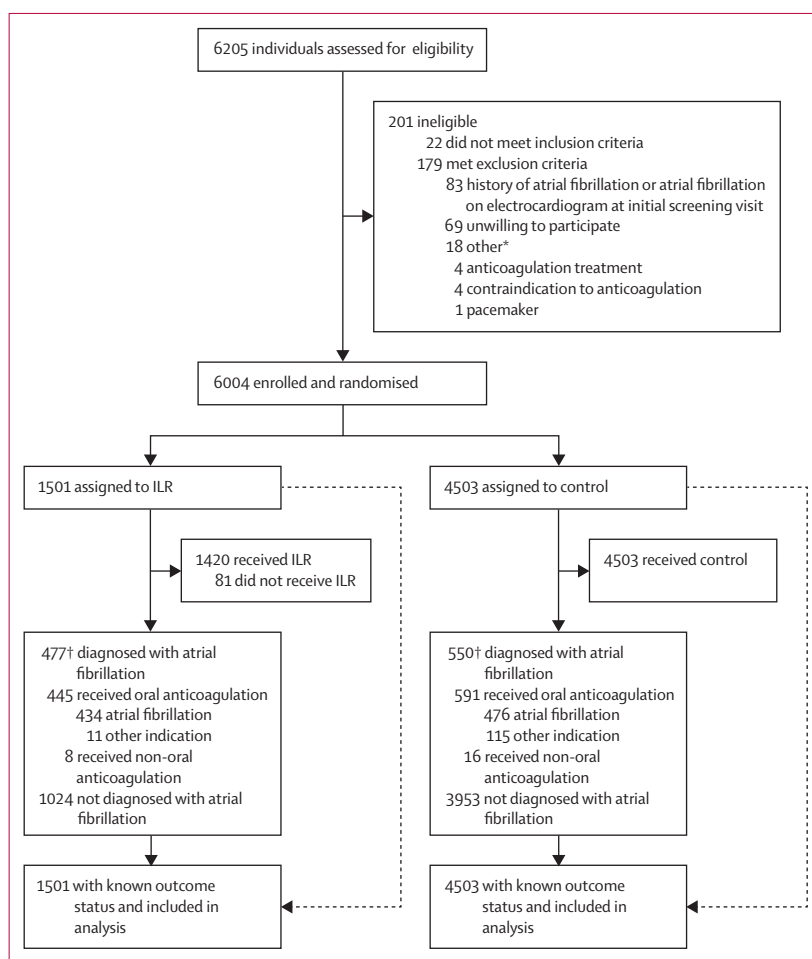 6205 individuals assessed for eligibility
201 ineligible
22 did not meet inclusion criteria
179 met exclusion criteria
83 history of atrial fibrillation or atrial fibrillation
on electrocardiogram at initial screening visit
69 unwilling to participate
18 other*
4 anticoagulation treatment
4 contraindication to anticoagulation
1 pacemaker
6004 enrolled and randomised
1501 assigned to ILR
4503 assigned to control
1420 received ILR
81 did not receive ILR
4503 received control
477† diagnosed with atrial
fibrillation
445 received oral anticoagulation
434 atrial fibrillation
11 other indication
8 received non-oral
anticoagulation
1024 not diagnosed with atrial
fibrillation
550† diagnosed with atrial
fibrillation
591 received oral anticoagulation
476 atrial fibrillation
115 other indication
16 received non-oral
anticoagulation
3953 not diagnosed with atrial
fibrillation
1501 with known outcome
status and included in
analysis
4503 with known outcome
status and included in
analysis